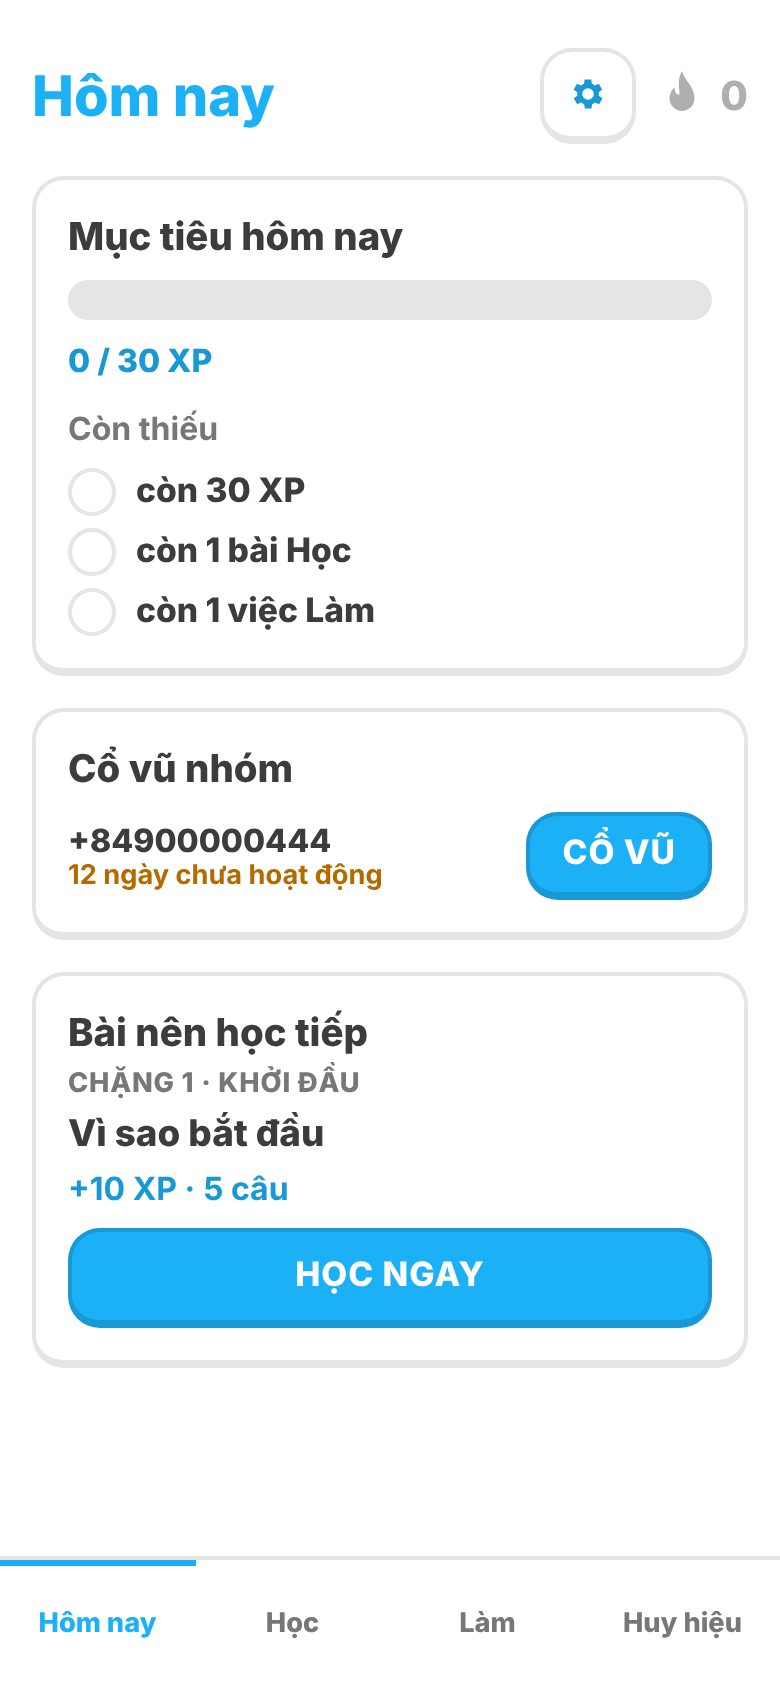 Hôm nay
0
Mục tiêu hôm nay
0 / 30 XP
Còn thiếu
còn 30 XP
còn 1 bài Học
còn 1 việc Làm
Cổ vũ nhóm
+84900000444
12 ngày chưa hoạt động
CỔ VŨ
Bài nên học tiếp
CHẶNG 1 · KHỞI ĐẦU
Vì sao bắt đầu
+10 XP · 5 câu
HỌC NGAY
Hôm nay
Học
Làm
Huy hiệu